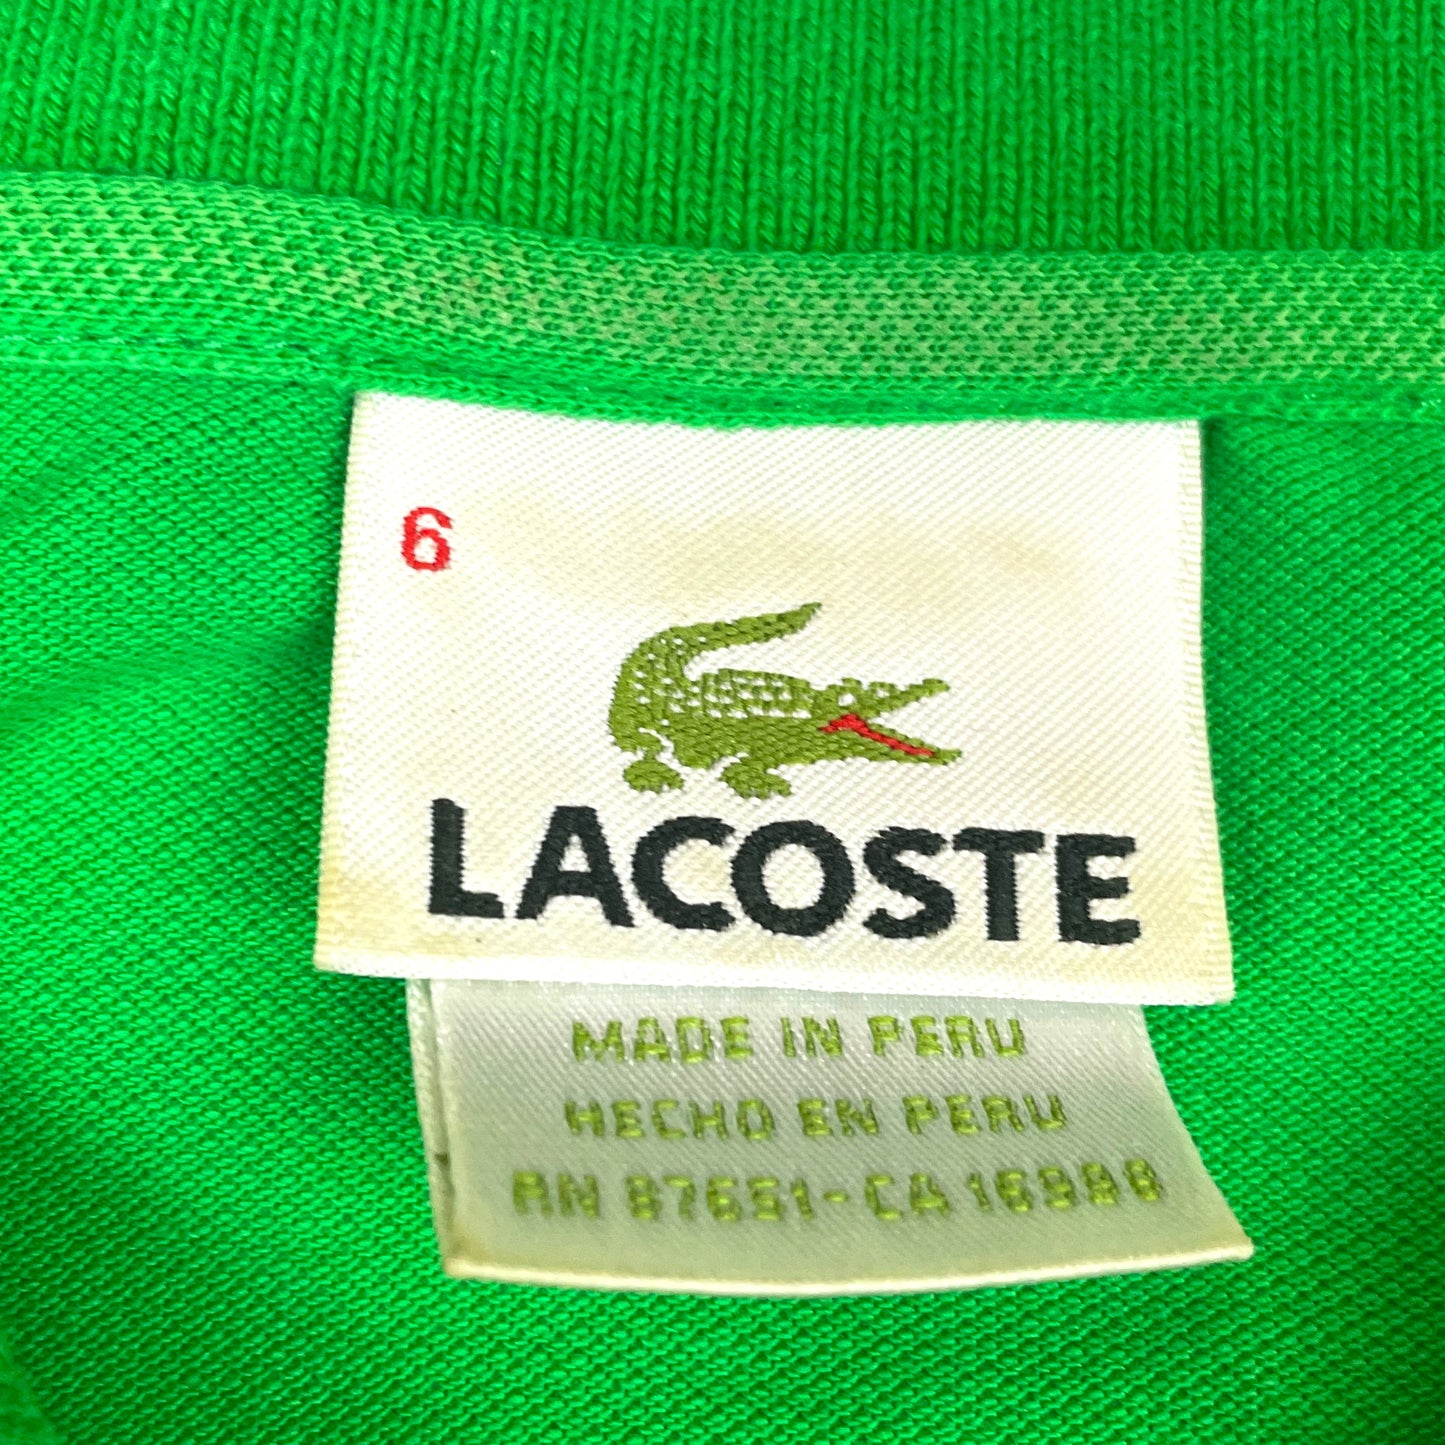 6
LACOSTE
MADE IN PERU
HECHO EN PERU
RN 87651-CA 16988